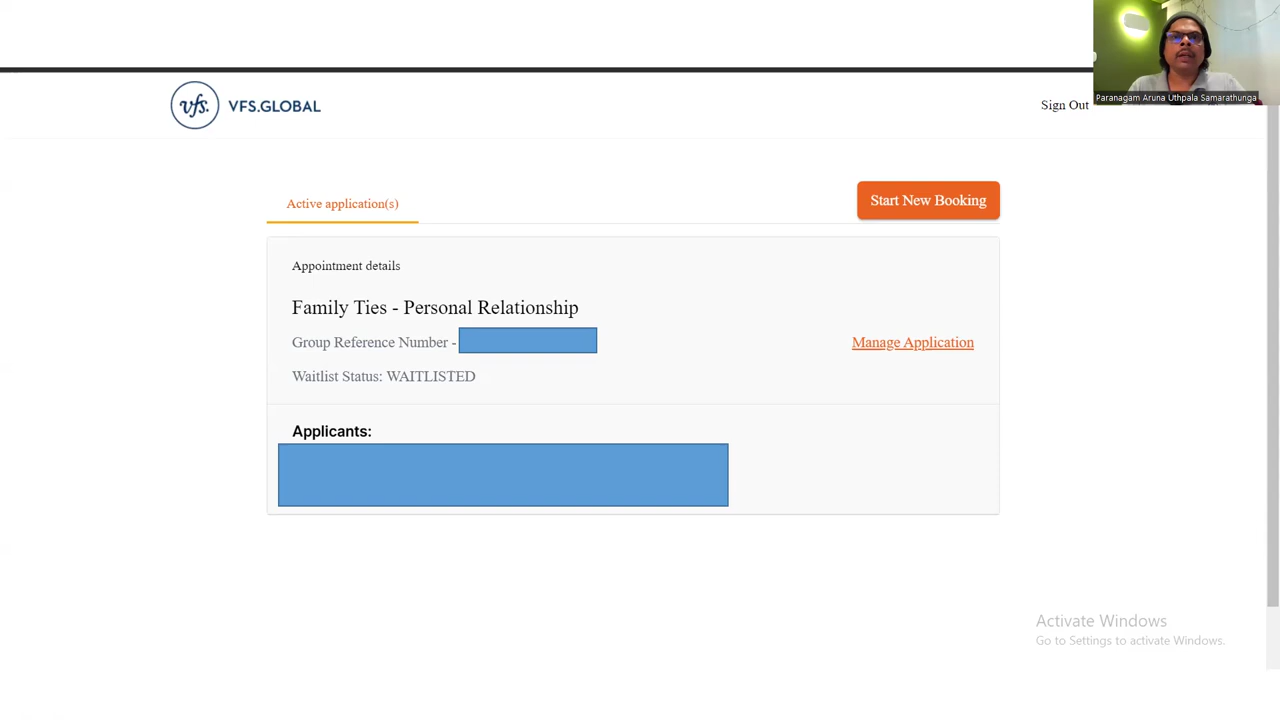 vfs. VFS.GLOBAL
Sign Out
Paranagam Aruna Uthpala Samarathunga
Active application(s)
Start New Booking
Appointment details
Family Ties - Personal Relationship
Group Reference Number -
Manage Application
Waitlist Status: WAITLISTED
Applicants:
Activate Windows
Go to Settings to activate Windows.